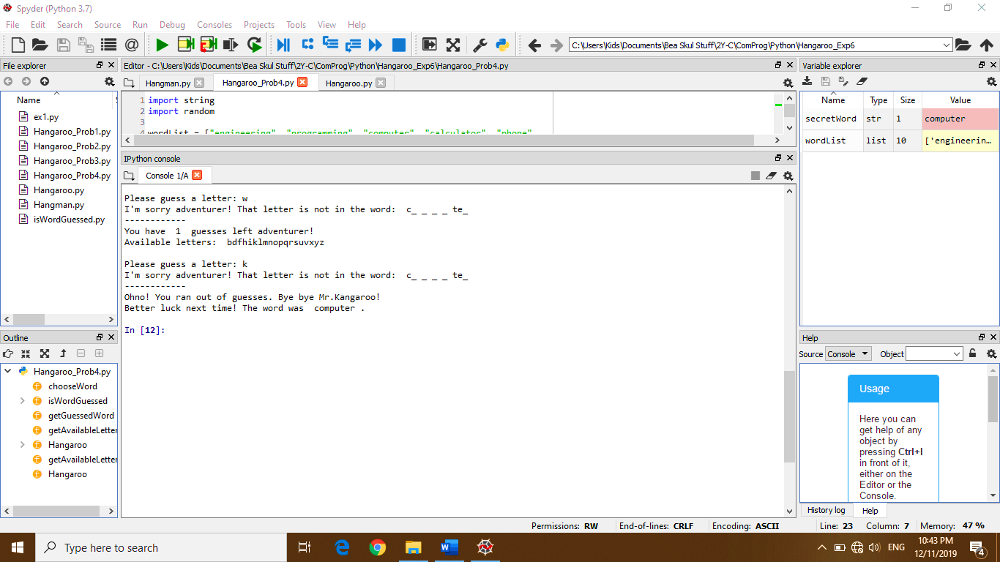 Spyder (Python 3.7)
File Edit Search Source Run Debug Consoles Projects Tools View Help
C:\Users\Kids\Documents\Bea Skul Stuff\2Y-C\ComProg\Python\Hangaroo_Exp6
File explorer
Name
ex1.py
Hangaroo_Prob1.py
Hangaroo_Prob2.py
Hangaroo_Prob3.py
Hangaroo_Prob4.py
Hangaroo.py
Hangman.py
isWordGuessed.py
Outline
Hangaroo_Prob4.py
chooseWord
isWordGuessed
getGuessedWord
getAvailableLetter
Hangaroo
getAvailableLetter
Hangaroo
Editor - C:\Users\Kids\Documents\Bea Skul Stuff\2Y-C\ComProg\Python\Hangaroo_Exp6\Hangaroo_Prob4.py
Hangman.py Hangaroo_Prob4.py Hangaroo.py
1 import string
2 import random
3
4 wordList = ["engineering" "programming" "computer" "calculator" "phone"
IPython console
Console 1/A
Please guess a letter: w
I'm sorry adventurer! That letter is not in the word:  c_ _ _ _ te_
------------
You have  1  guesses left adventurer!
Available letters:  bdfhiklmnopqrsuvxyz
Please guess a letter: k
I'm sorry adventurer! That letter is not in the word:  c_ _ _ _ te_
------------
Ohno! You ran out of guesses. Bye bye Mr.Kangaroo!
Better luck next time! The word was  computer .
In [12]:
Variable explorer
Name Type Size Value
secretWord str 1 computer
wordList list 10 ['engineerin…
Help
Source Console Object
Usage
Here you can
get help of any
object by
pressing Ctrl+I
in front of it,
either on the
Editor or the
Console.
History log Help
Permissions: RW End-of-lines: CRLF Encoding: ASCII Line: 23 Column: 7 Memory: 47 %
Type here to search
ENG
10:43 PM
12/11/2019
4